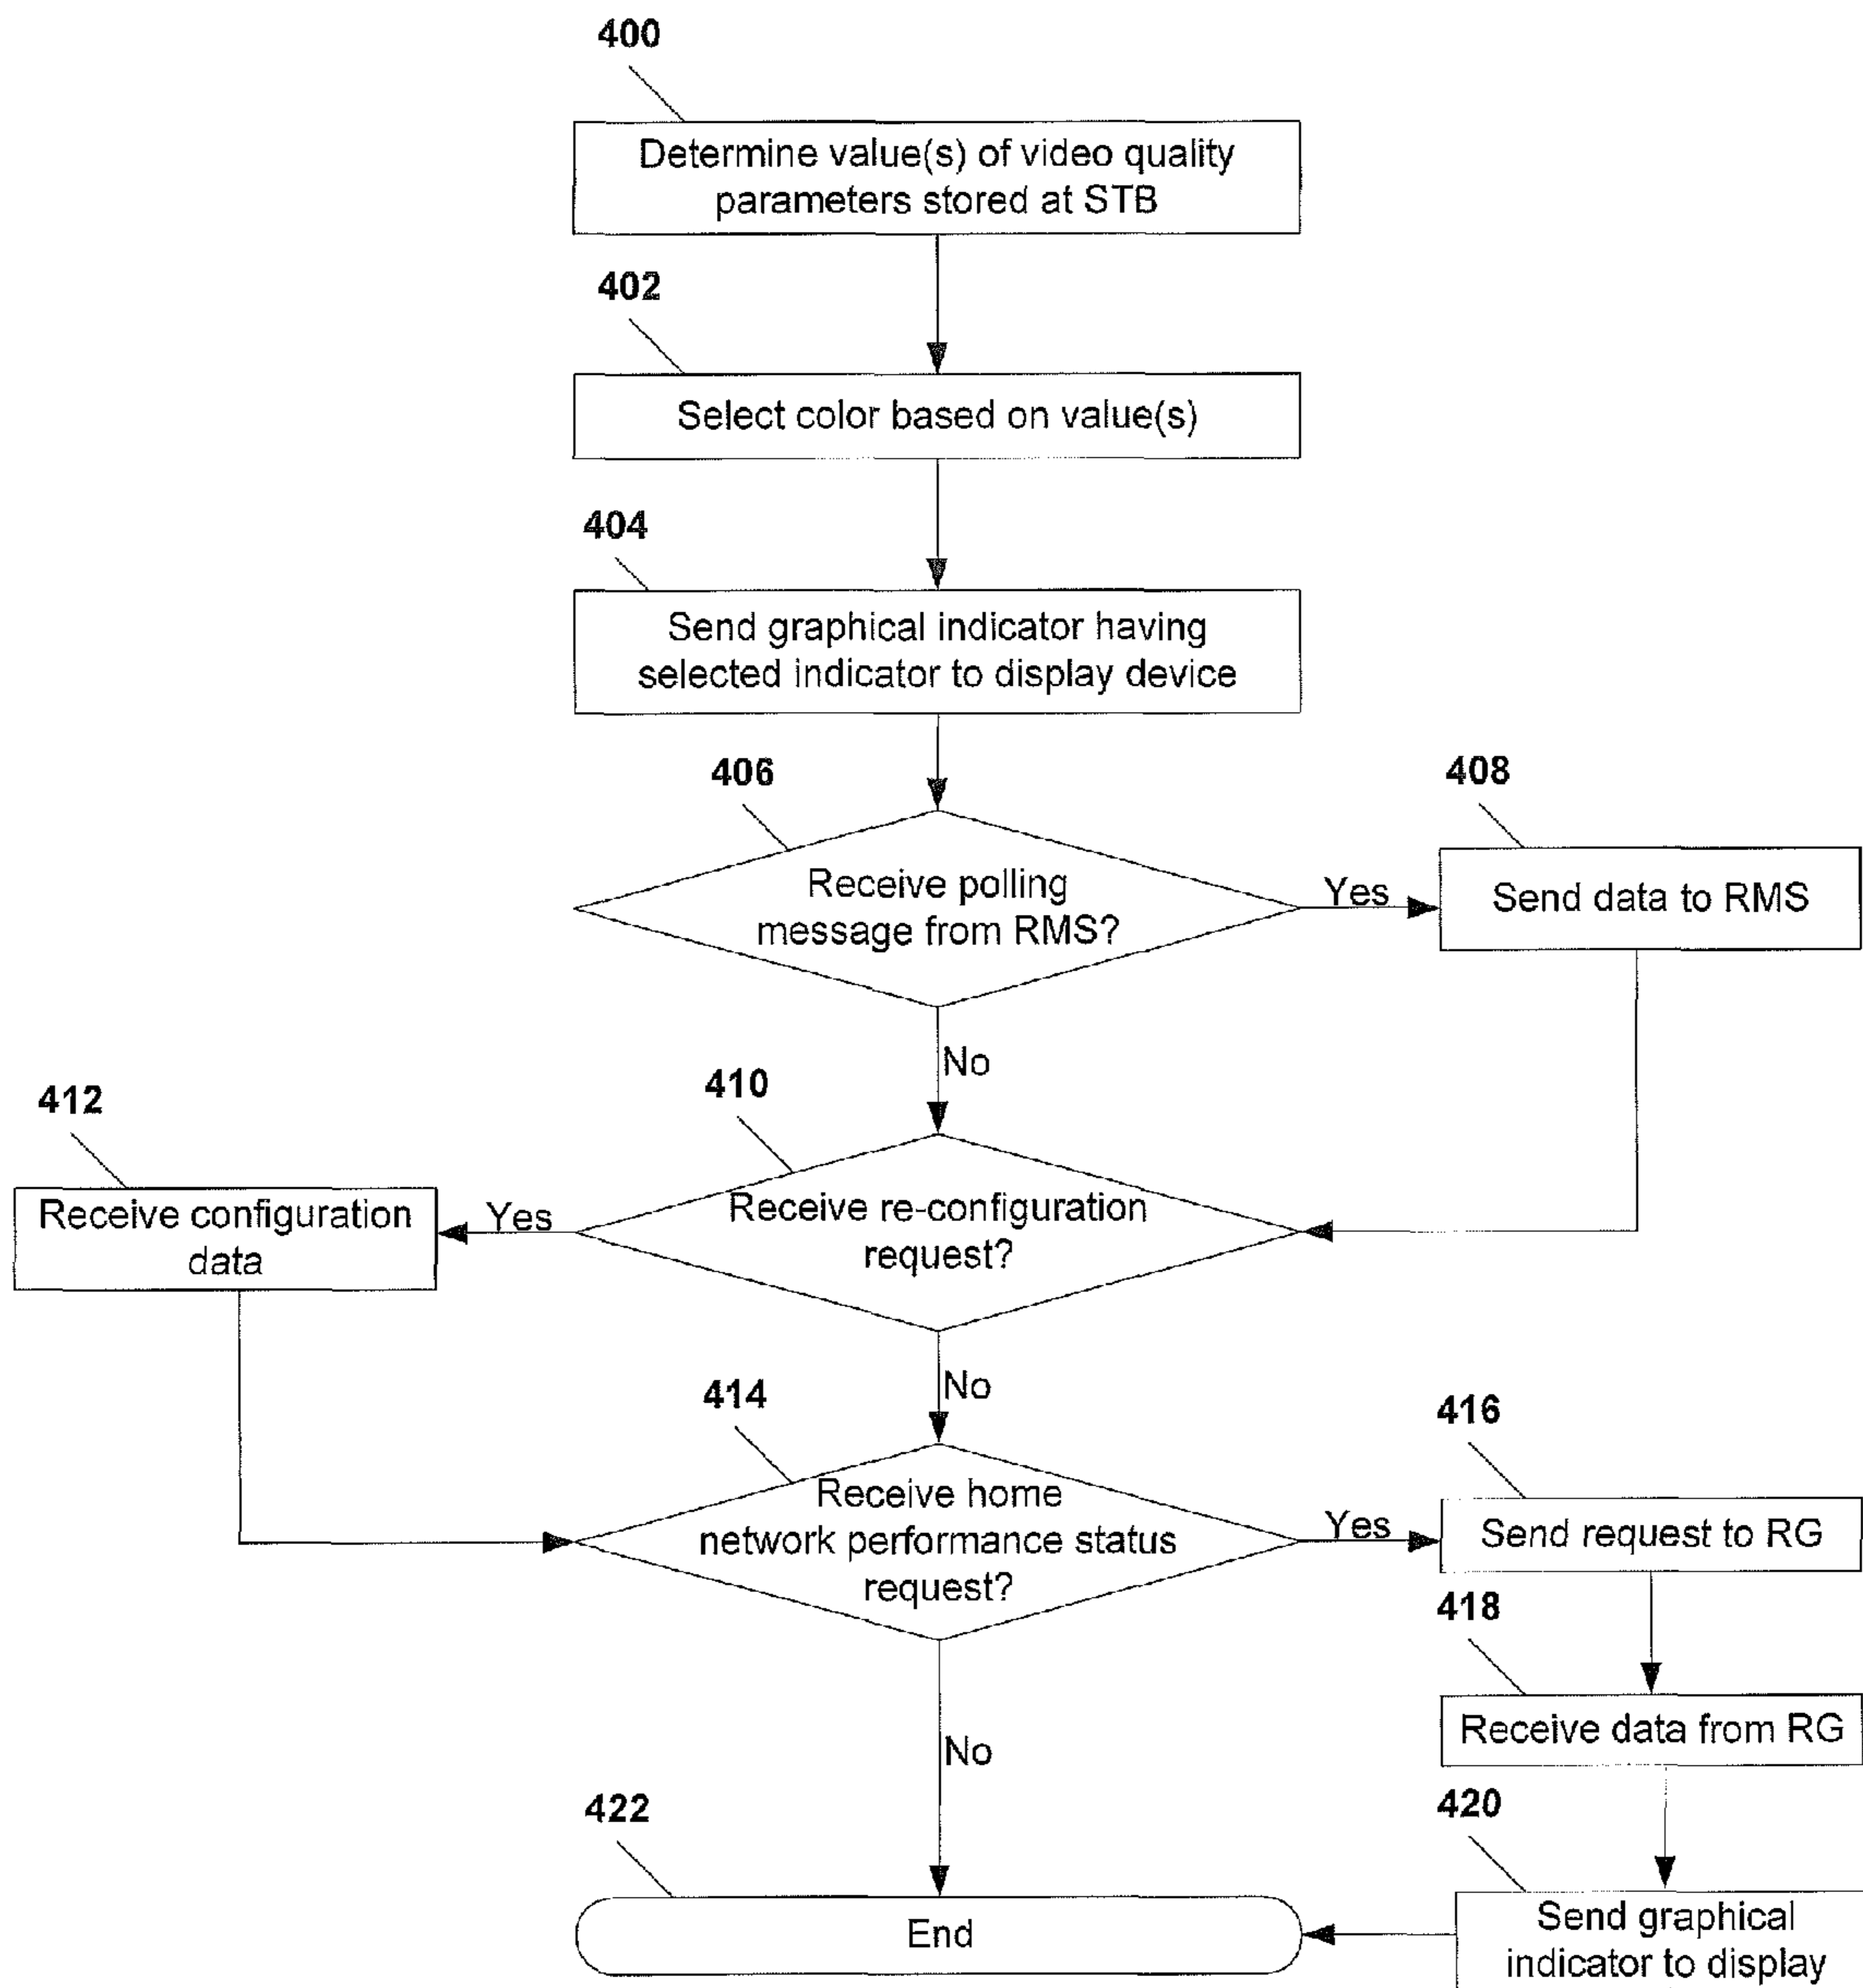 400
Determine value(s) of video quality
parameters stored at STB
402
Select color based on value(s)
404
Send graphical indicator having
selected indicator to display device
406
Receive polling
message from RMS?
Yes
408
Send data to RMS
No
410
Receive re-configuration
request?
Yes
412
Receive configuration
data
No
414
Receive home
network performance status
request?
Yes
416
Send request to RG
418
Receive data from RG
420
Send graphical
indicator to display
No
422
End